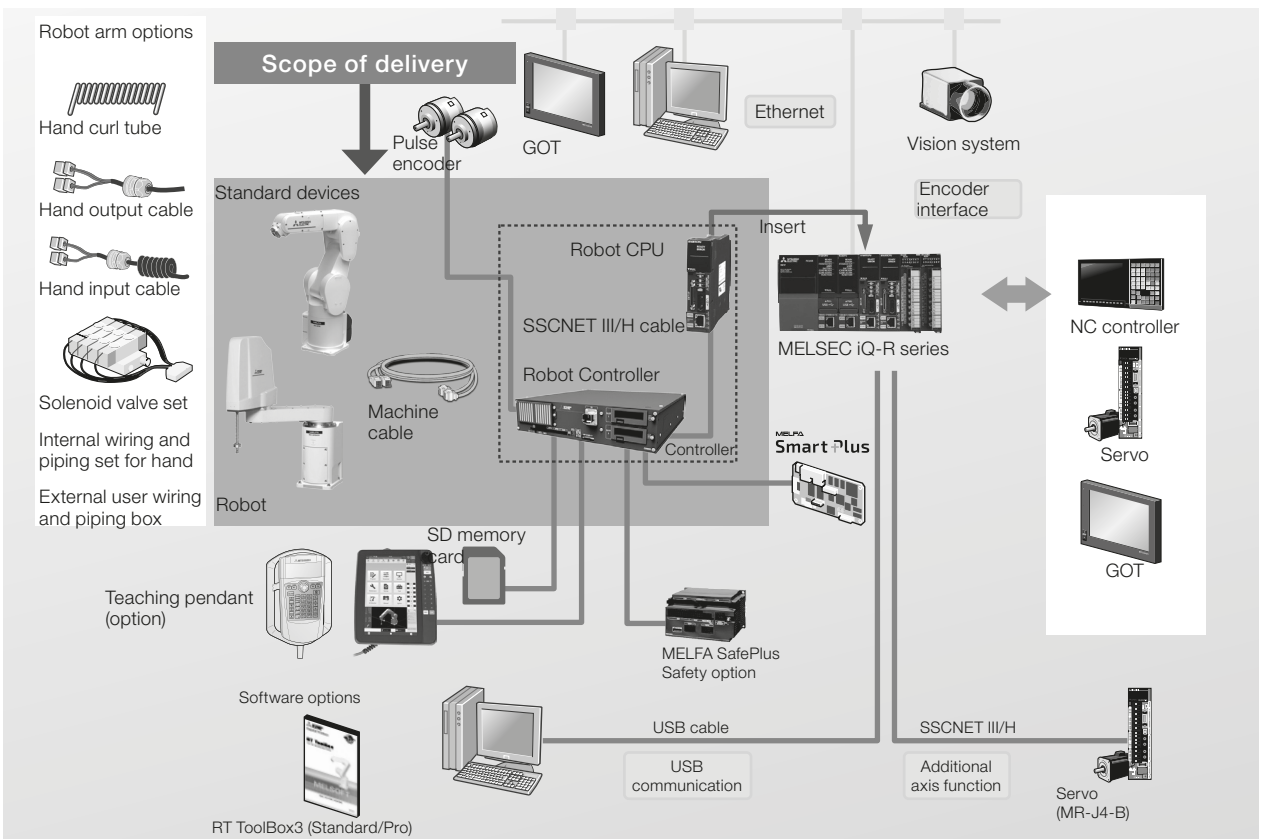 Robot arm options
Hand curl tube
Hand output cable
Hand input cable
Solenoid valve set
Internal wiring and
piping set for hand
External user wiring
and piping box
Scope of delivery
Pulse
encoder
GOT
Ethernet
Vision system
Encoder
interface
Standard devices
Robot CPU
Insert
SSCNET III/H cable
MELSEC iQ-R series
Robot Controller
Machine
cable
Controller
Robot
MELFA
Smart Plus
NC controller
Servo
GOT
SD memory
card
Teaching pendant
(option)
MELFA SafePlus
Safety option
Software options
RT ToolBox3 (Standard/Pro)
USB cable
USB
communication
SSCNET III/H
Additional
axis function
Servo
(MR-J4-B)